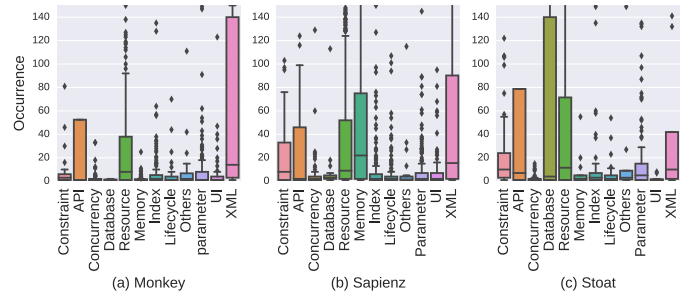 Occurrence
140
120
100
80
60
40
20
0
Constraint
API
Concurrency
Database
Resource
Memory
Index
Lifecycle
Others
parameter
UI
XML
(a) Monkey
140
120
100
80
60
40
20
0
Constraint
API
Concurrency
Database
Resource
Memory
Index
Lifecycle
Others
Parameter
UI
XML
(b) Sapienz
140
120
100
80
60
40
20
0
Constraint
API
Concurrency
Database
Resource
Memory
Index
Lifecycle
Others
Parameter
UI
XML
(c) Stoat